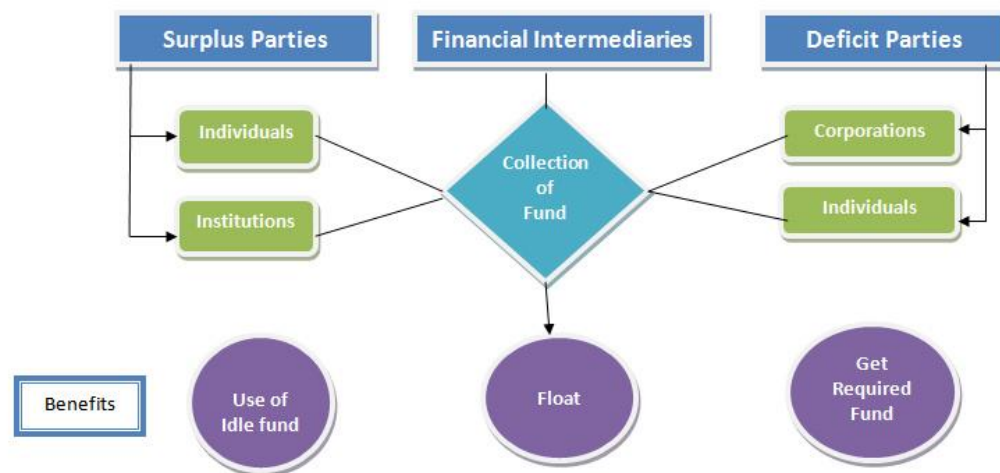 Surplus Parties
Financial Intermediaries
Deficit Parties
Individuals
Institutions
Collection
of
Fund
Corporations
Individuals
Benefits
Use of
Idle fund
Float
Get
Required
Fund